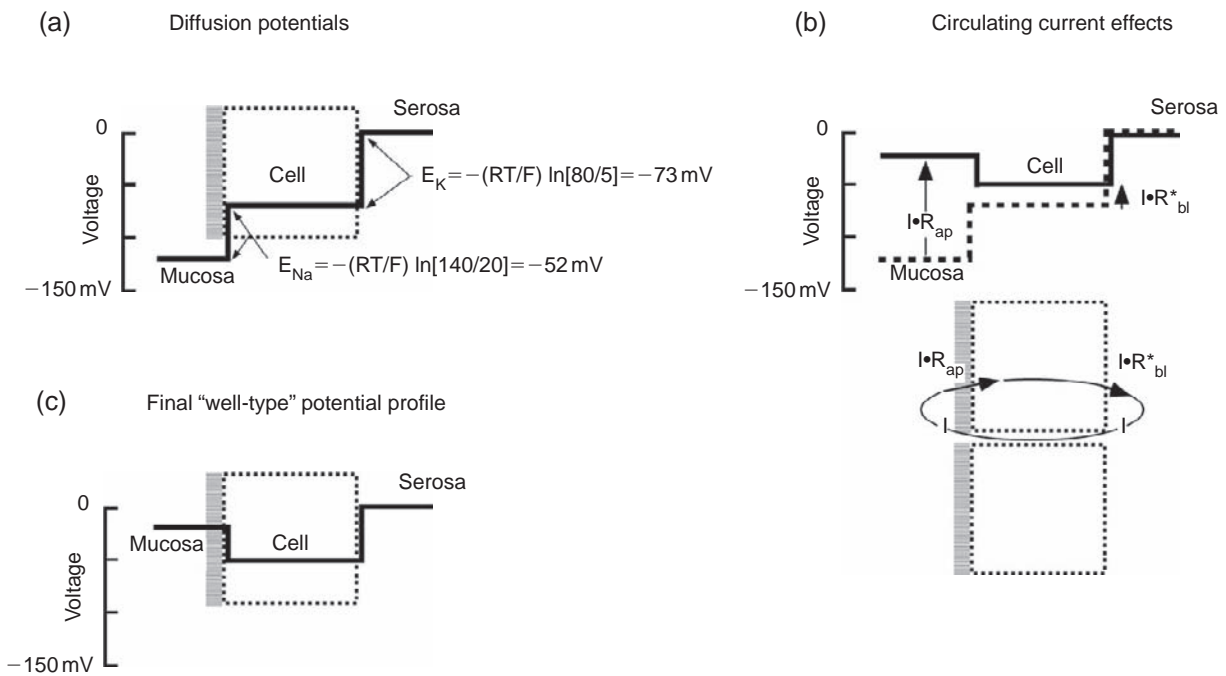 (a) Diffusion potentials
Serosa
0
Cell
E_K=−(RT/F) ln[80/5]=−73 mV
Voltage
E_Na=−(RT/F) ln[140/20]=−52 mV
Mucosa
−150 mV
(b) Circulating current effects
Serosa
0
Cell
I•R*_bl
I•R_ap
Voltage
Mucosa
−150 mV
I•R_ap
I•R*_bl
I
I
(c) Final “well-type” potential profile
Serosa
0
Mucosa
Cell
Voltage
−150 mV